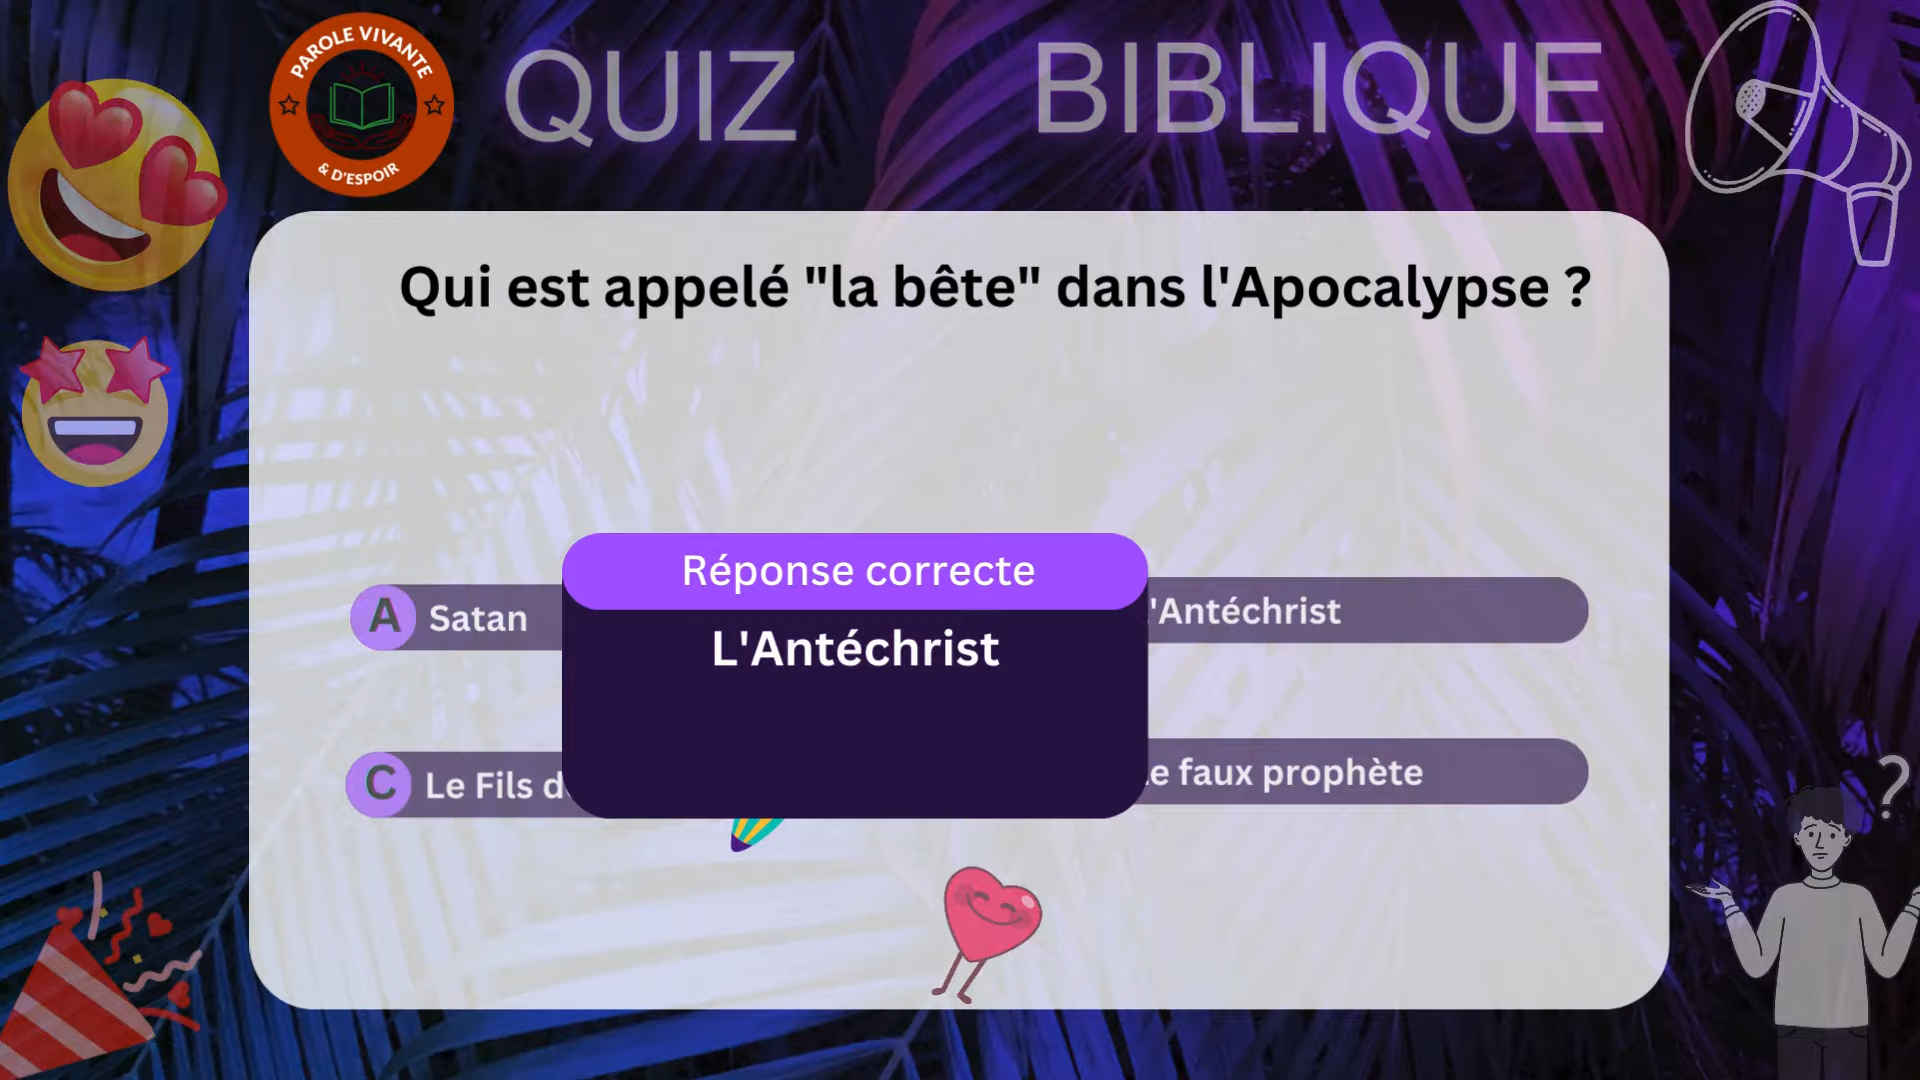 PAROLE VIVANTE
& D'ESPOIR
QUIZ BIBLIQUE
Qui est appelé "la bête" dans l'Apocalypse ?
Réponse correcte
L'Antéchrist
A Satan
'Antéchrist
C Le Fils d
e faux prophète
?